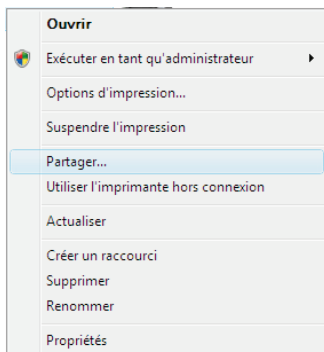 Ouvrir
Exécuter en tant qu'administrateur
Options d'impression...
Suspendre l'impression
Partager...
Utiliser l'imprimante hors connexion
Actualiser
Créer un raccourci
Supprimer
Renommer
Propriétés